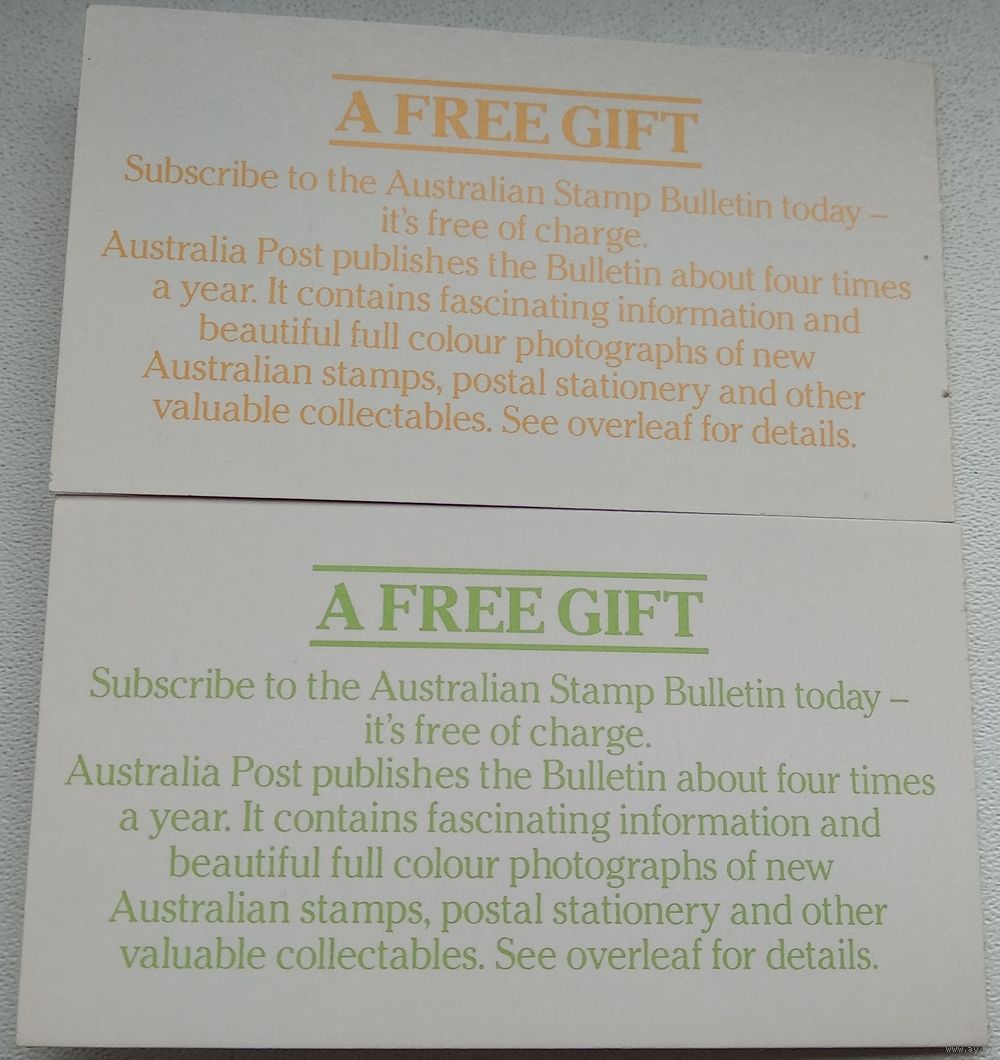 A FREE GIFT
Subscribe to the Australian Stamp Bulletin today –
it's free of charge.
Australia Post publishes the Bulletin about four times
a year. It contains fascinating information and
beautiful full colour photographs of new
Australian stamps, postal stationery and other
valuable collectables. See overleaf for details.
A FREE GIFT
Subscribe to the Australian Stamp Bulletin today –
it's free of charge.
Australia Post publishes the Bulletin about four times
a year. It contains fascinating information and
beautiful full colour photographs of new
Australian stamps, postal stationery and other
valuable collectables. See overleaf for details.